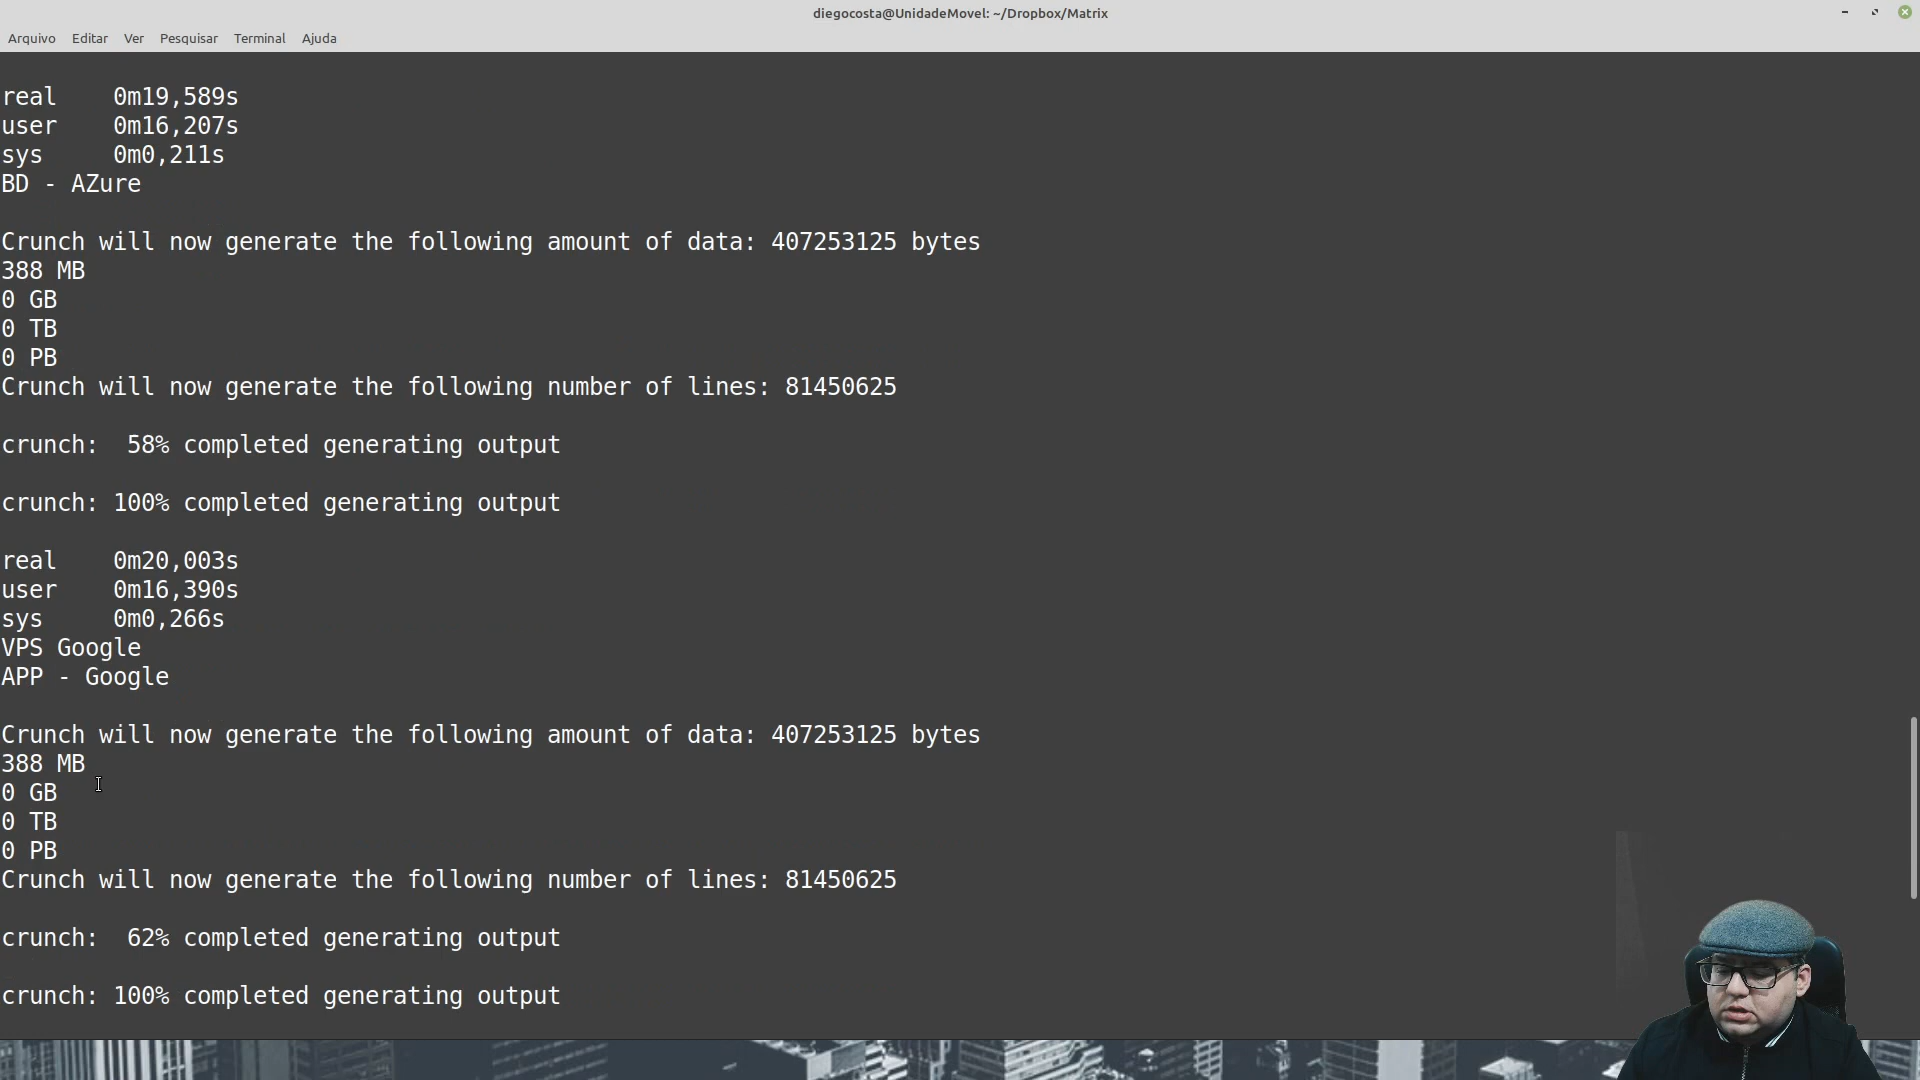 diegocosta@UnidadeMovel: ~/Dropbox/Matrix
Arquivo Editar Ver Pesquisar Terminal Ajuda
real 0m19,589s
user 0m16,207s
sys 0m0,211s
BD - AZure
Crunch will now generate the following amount of data: 407253125 bytes
388 MB
0 GB
0 TB
0 PB
Crunch will now generate the following number of lines: 81450625
crunch: 58% completed generating output
crunch: 100% completed generating output
real 0m20,003s
user 0m16,390s
sys 0m0,266s
VPS Google
APP - Google
Crunch will now generate the following amount of data: 407253125 bytes
388 MB
0 GB
0 TB
0 PB
Crunch will now generate the following number of lines: 81450625
crunch: 62% completed generating output
crunch: 100% completed generating output